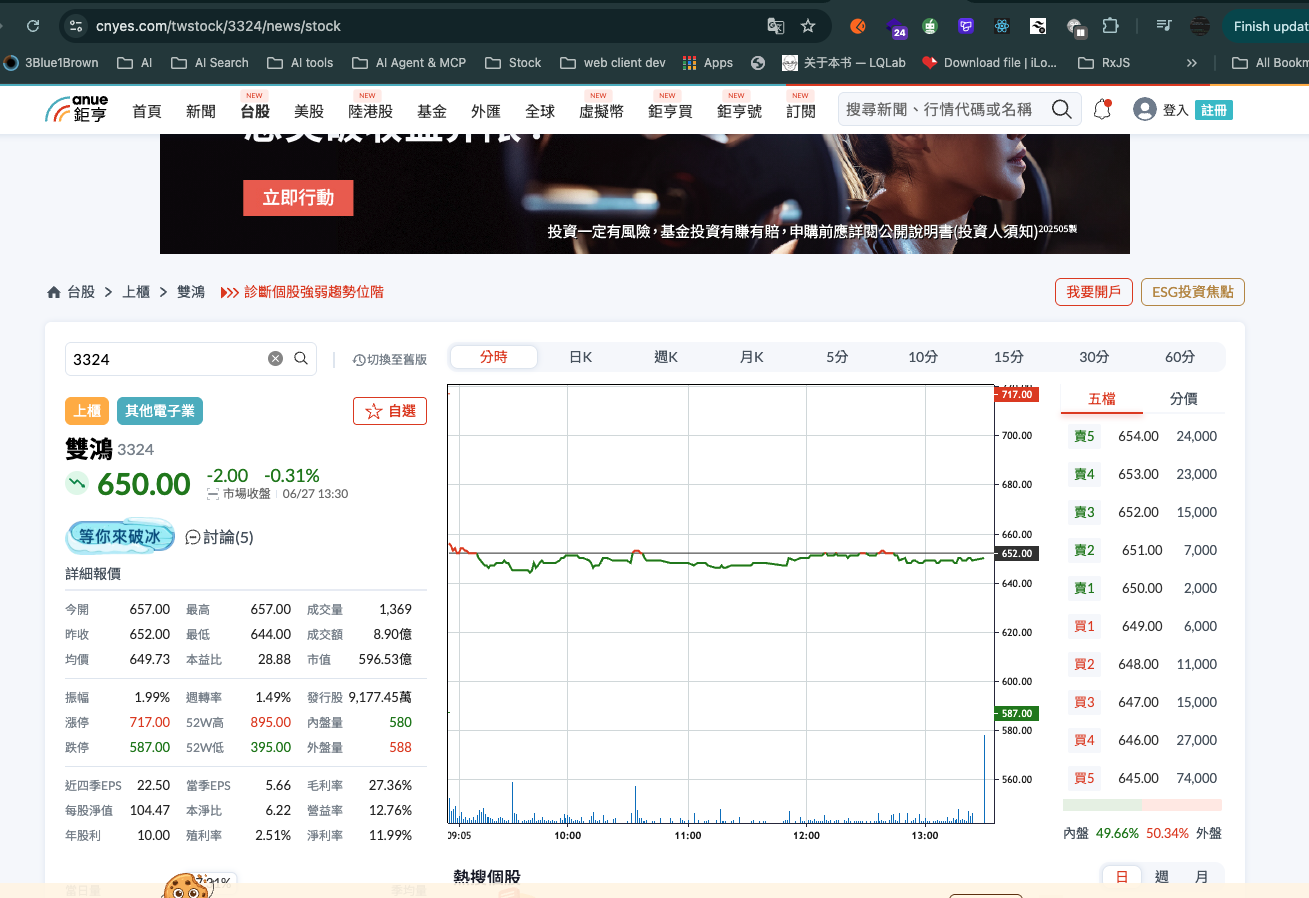 cnyes.com/twstock/3324/news/stock
24
Finish updat
3Blue1Brown AI AI Search AI tools AI Agent & MCP Stock web client dev Apps 关于本书 — LQLab Download file | iLo... RxJS All Bookm
anue
鉅亨
首頁 新聞 NEW 台股 美股 NEW 陸港股 基金 外匯 全球 NEW 虛擬幣 NEW 鉅亨買 NEW 鉅亨號 NEW 訂閱
搜尋新聞、行情代碼或名稱
登入 註冊
立即行動
投資一定有風險，基金投資有賺有賠，申購前應詳閱公開說明書(投資人須知)202505製
台股 上櫃 雙鴻 診斷個股強弱趨勢位階
我要開戶 ESG投資焦點
3324
切換至舊版
上櫃 其他電子業
自選
雙鴻 3324
650.00 -2.00 -0.31%
市場收盤 06/27 13:30
等你來破冰 討論(5)
詳細報價
今開 657.00 最高 657.00 成交量 1,369
昨收 652.00 最低 644.00 成交額 8.90億
均價 649.73 本益比 28.88 市值 596.53億
振幅 1.99% 週轉率 1.49% 發行股 9,177.45萬
漲停 717.00 52W高 895.00 內盤量 580
跌停 587.00 52W低 395.00 外盤量 588
近四季EPS 22.50 當季EPS 5.66 毛利率 27.36%
每股淨值 104.47 本淨比 6.22 營益率 12.76%
年股利 10.00 殖利率 2.51% 淨利率 11.99%
分時 日K 週K 月K 5分 10分 15分 30分 60分
717.00
700.00
680.00
660.00
652.00
640.00
620.00
600.00
587.00
580.00
560.00
09:05 10:00 11:00 12:00 13:00
五檔 分價
賣5 654.00 24,000
賣4 653.00 23,000
賣3 652.00 15,000
賣2 651.00 7,000
賣1 650.00 2,000
買1 649.00 6,000
買2 648.00 11,000
買3 647.00 15,000
買4 646.00 27,000
買5 645.00 74,000
內盤 49.66% 50.34% 外盤
熱搜個股
日 週 月